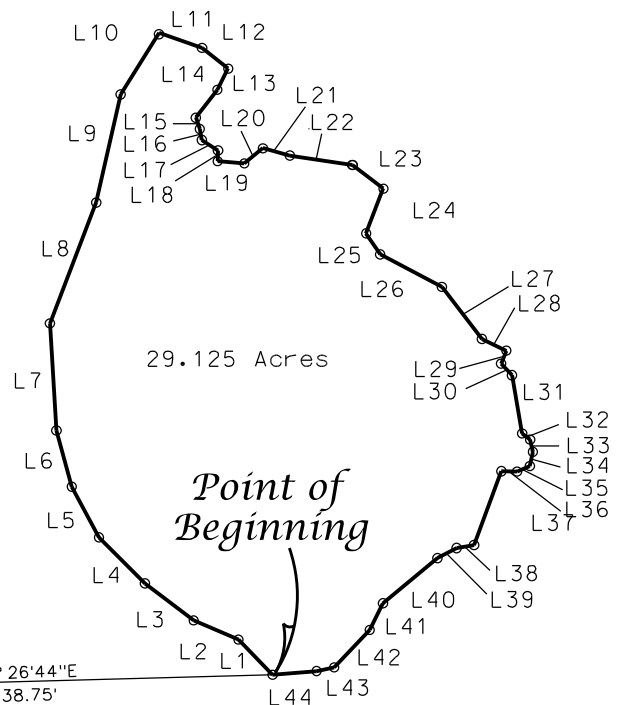 L11
L10
L12
L14
L13
L21
L9
L15
L20
L22
L16
L23
L17
L19
L18
L24
L8
L25
L27
L26
L28
29.125 Acres
L29
L7
L30
L31
L32
L33
L6
L34
Point of
L35
L36
Beginning
L37
L5
L38
L4
L39
L40
L3
L41
L2
L1
L42
° 26'44"E
L44
L43
38.75'